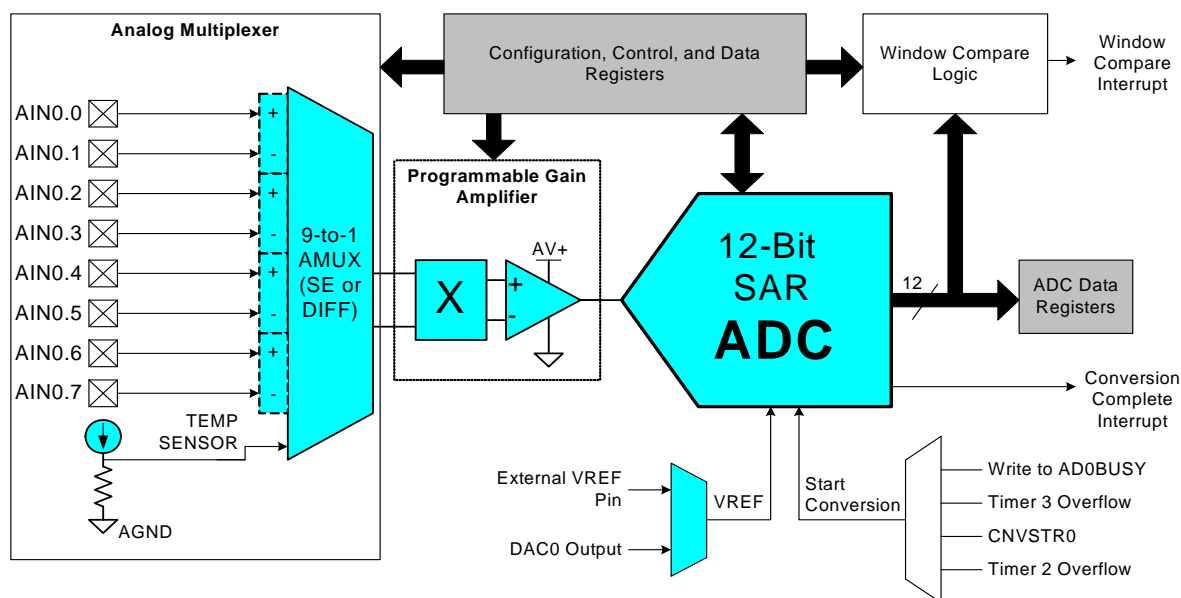 Analog Multiplexer
AIN0.0
+
AIN0.1
-
AIN0.2
+
AIN0.3
-
AIN0.4
+
AIN0.5
-
AIN0.6
+
AIN0.7
-
9-to-1
AMUX
(SE or
DIFF)
TEMP
SENSOR
AGND
Configuration, Control, and Data
Registers
Window Compare
Logic
Window
Compare
Interrupt
Programmable Gain
Amplifier
X
+
-
AV+
12-Bit
SAR
ADC
12
ADC Data
Registers
Conversion
Complete
Interrupt
External VREF
Pin
DAC0 Output
VREF
Start
Conversion
Write to AD0BUSY
Timer 3 Overflow
CNVSTR0
Timer 2 Overflow